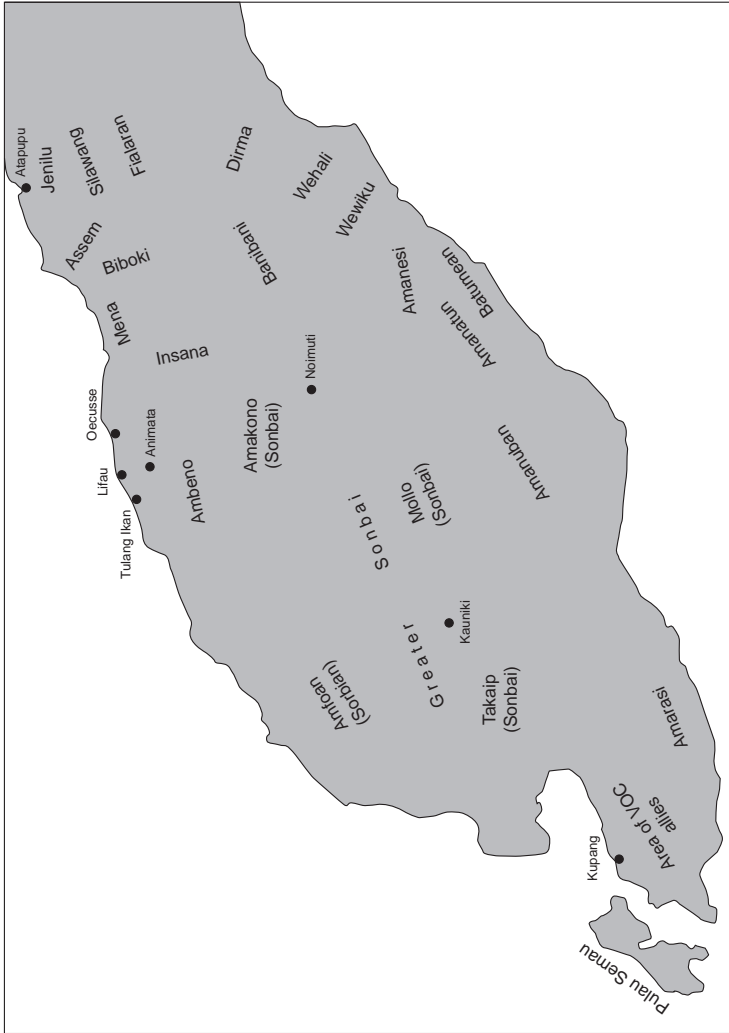 Atapupu
Jenilu
Silawang
Fialaran
Dirma
Wehali
Wewiku
Assem
Biboki
Banibani
Mena
Insana
Amanesi
Batumean
Amanatun
Noimuti
Oecusse
Animata
Lifau
Tulang Ikan
Ambeno
Amakono
(Sonbai)
Mollo
(Sonbai)
Amanuban
Greater Sonbai
Kauniki
Amfoan
(Sorbian)
Takaip
(Sonbai)
Amarasi
Area of VOC
allies
Kupang
Pulau Semau